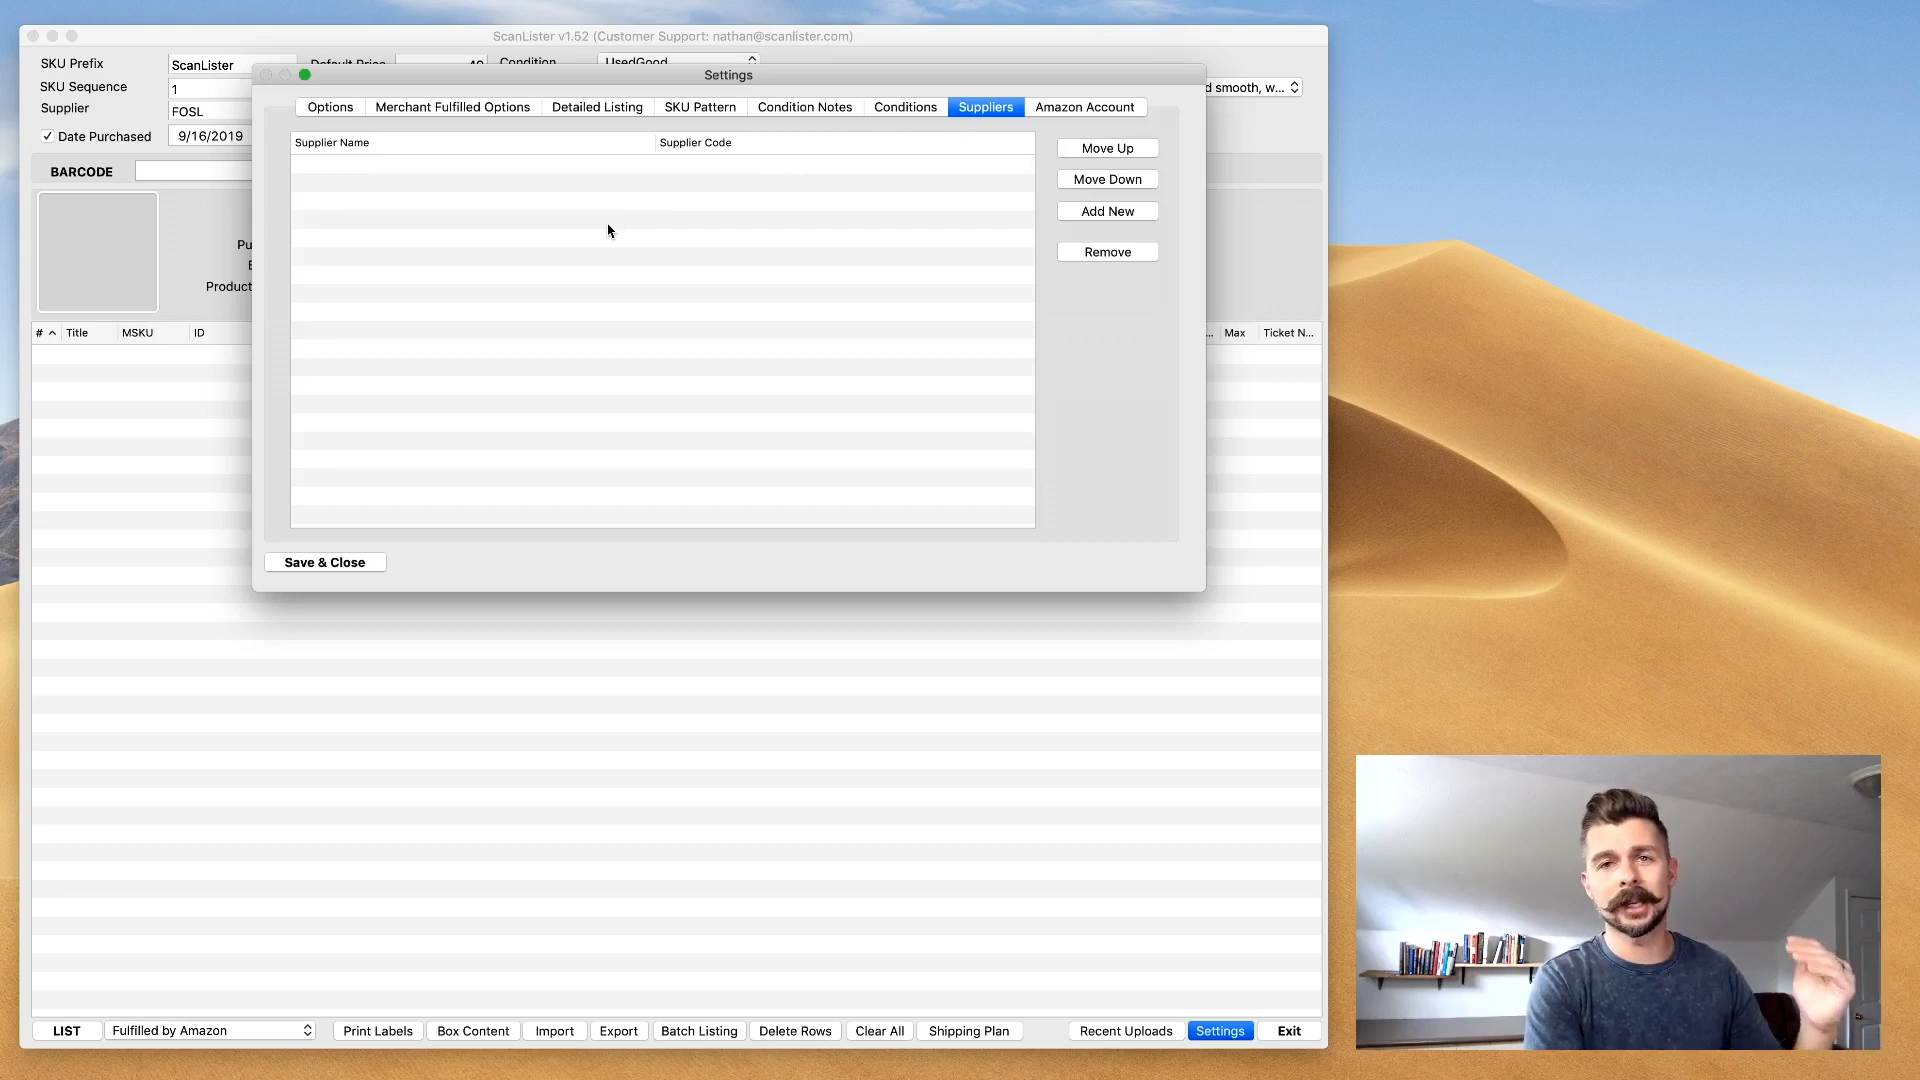 ScanLister v1.52 (Customer Support: nathan@scanlister.com)
SKU Prefix
ScanLister
Default Price
40
Condition
UsedGood
SKU Sequence
1
d smooth, w...
Supplier
FOSL
Date Purchased
9/16/2019
BARCODE
Settings
Options
Merchant Fulfilled Options
Detailed Listing
SKU Pattern
Condition Notes
Conditions
Suppliers
Amazon Account
Supplier Name
Supplier Code
Move Up
Move Down
Add New
Remove
Save & Close
Pu
E
Product
#
Title
MSKU
ID
...
Max
Ticket N...
LIST
Fulfilled by Amazon
Print Labels
Box Content
Import
Export
Batch Listing
Delete Rows
Clear All
Shipping Plan
Recent Uploads
Settings
Exit